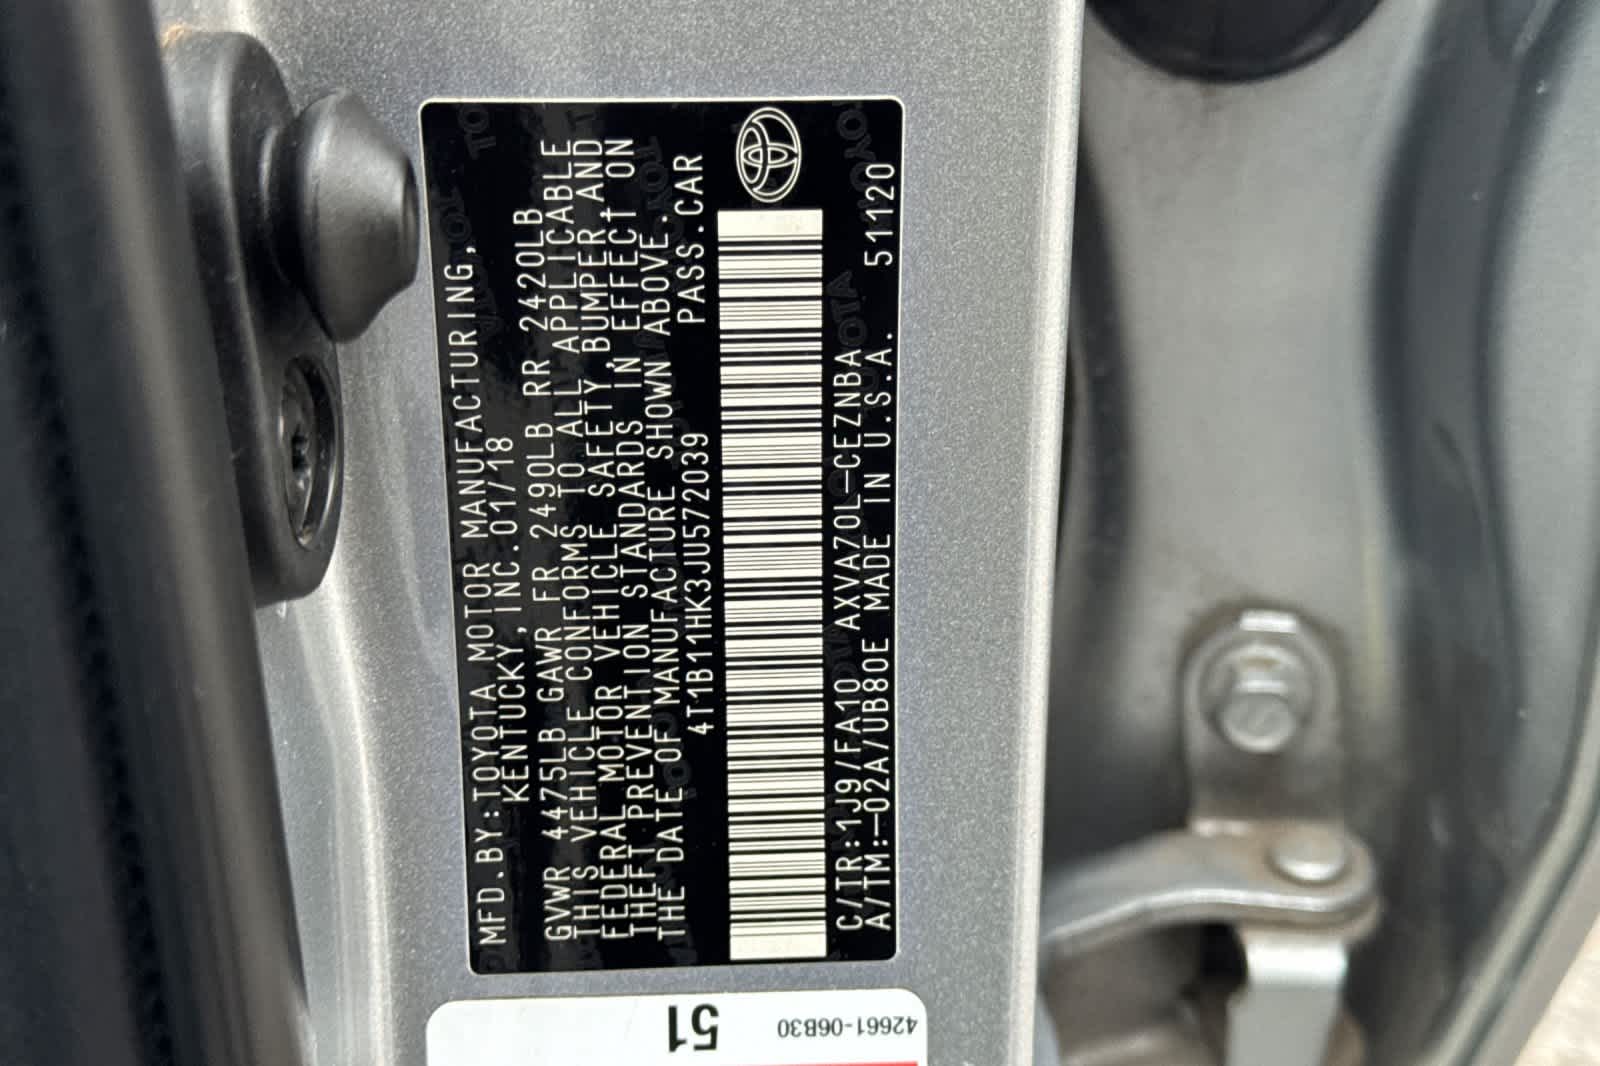 MFD.BY:TOYOTA MOTOR MANUFACTURING,
KENTUCKY, INC.01/18
GVWR 4475LB GAWR FR 2490LB RR 2420LB
THIS VEHICLE CONFORMS TO ALL APPLICABLE
FEDERAL MOTOR VEHICLE SAFETY, BUMPER, AND
THEFT PREVENTION STANDARDS IN EFFECT ON
THE DATE OF MANUFACTURE SHOWN ABOVE.
4T1B11HK3JU572039 PASS.CAR
C/TR:1J9/FA10 AXVA70L-CEZNBA
A/TM:-02A/UB80E MADE IN U.S.A. 51120
51
42661-06B30